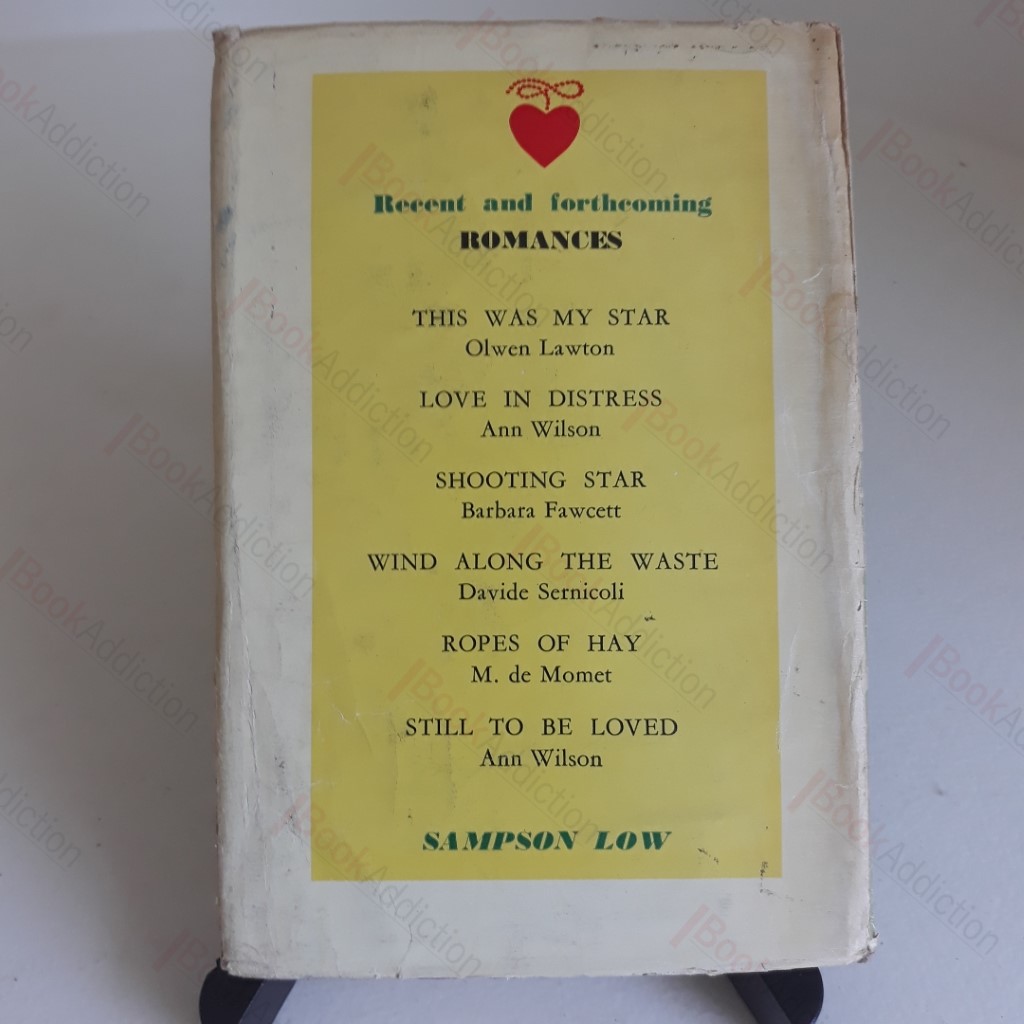 Recent and forthcoming
ROMANCES
THIS WAS MY STAR
Olwen Lawton
LOVE IN DISTRESS
Ann Wilson
SHOOTING STAR
Barbara Fawcett
WIND ALONG THE WASTE
Davide Sernicoli
ROPES OF HAY
M. de Momet
STILL TO BE LOVED
Ann Wilson
SAMPSON LOW
BookAddiction